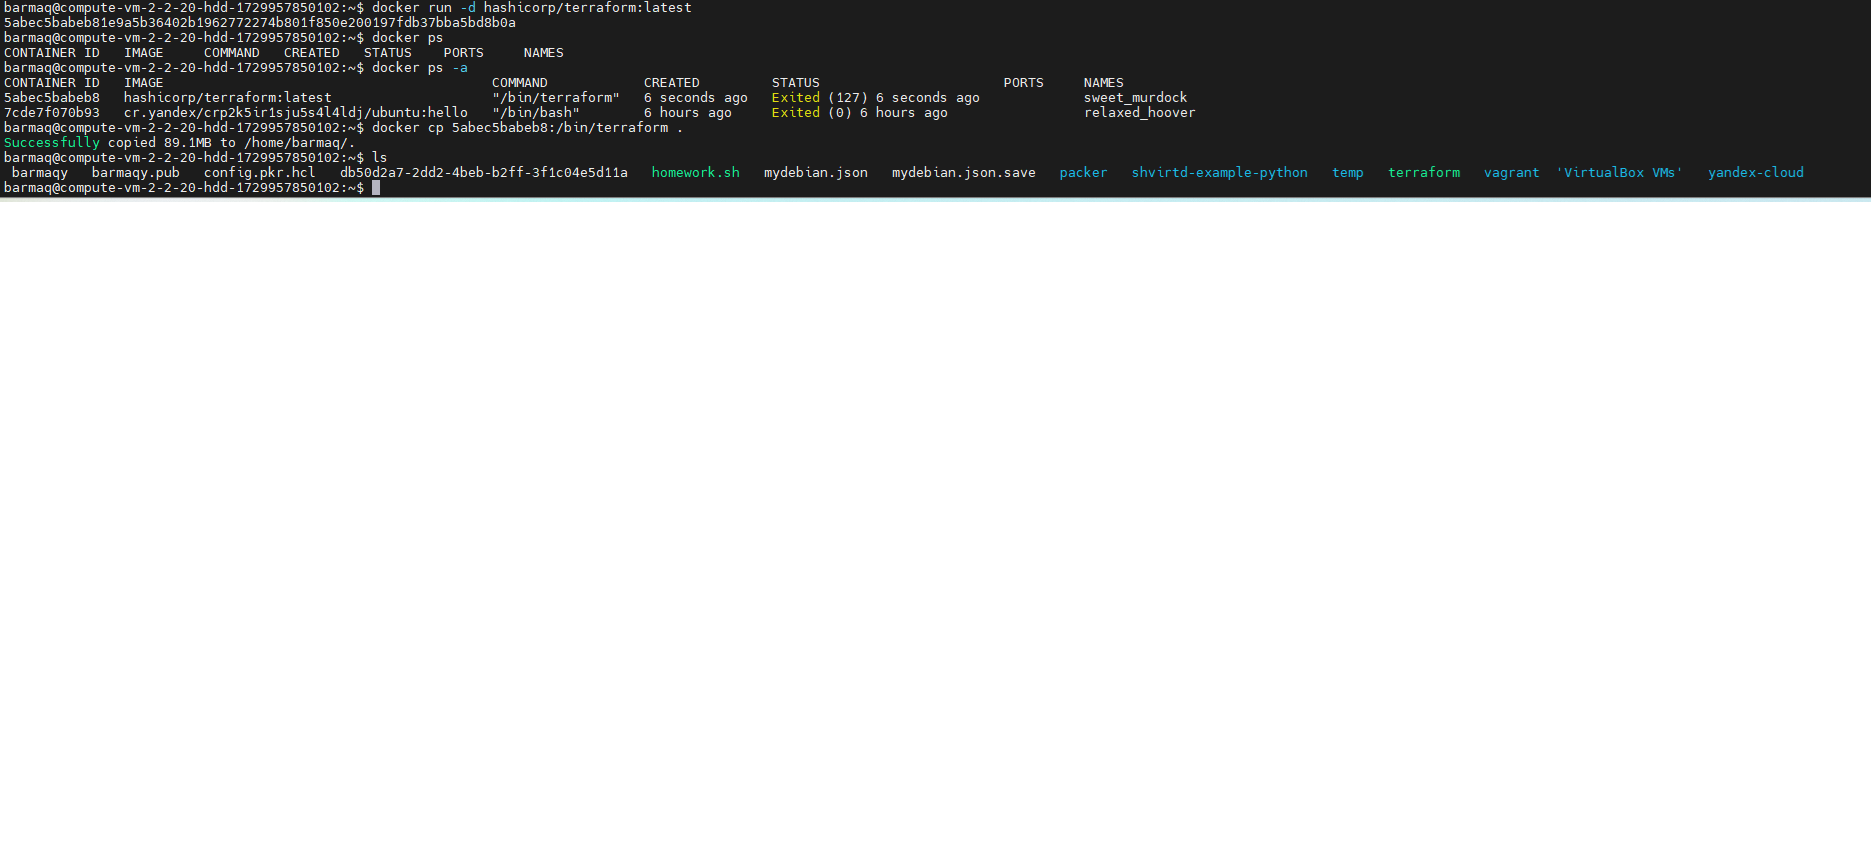 barmaq@compute-vm-2-2-20-hdd-1729957850102:~$ docker run -d hashicorp/terraform:latest
5abec5babeb81e9a5b36402b1962772274b801f850e200197fdb37bba5bd8b0a
barmaq@compute-vm-2-2-20-hdd-1729957850102:~$ docker ps
CONTAINER ID   IMAGE     COMMAND   CREATED   STATUS    PORTS     NAMES
barmaq@compute-vm-2-2-20-hdd-1729957850102:~$ docker ps -a
CONTAINER ID   IMAGE                                         COMMAND            CREATED         STATUS                       PORTS     NAMES
5abec5babeb8   hashicorp/terraform:latest                    "/bin/terraform"   6 seconds ago   Exited (127) 6 seconds ago             sweet_murdock
7cde7f070b93   cr.yandex/crp2k5ir1sju5s4l4ldj/ubuntu:hello   "/bin/bash"        6 hours ago     Exited (0) 6 hours ago                 relaxed_hoover
barmaq@compute-vm-2-2-20-hdd-1729957850102:~$ docker cp 5abec5babeb8:/bin/terraform .
Successfully copied 89.1MB to /home/barmaq/.
barmaq@compute-vm-2-2-20-hdd-1729957850102:~$ ls
barmaqy   barmaqy.pub   config.pkr.hcl   db50d2a7-2dd2-4beb-b2ff-3f1c04e5d11a   homework.sh   mydebian.json   mydebian.json.save   packer   shvirtd-example-python   temp   terraform   vagrant  'VirtualBox VMs'   yandex-cloud
barmaq@compute-vm-2-2-20-hdd-1729957850102:~$